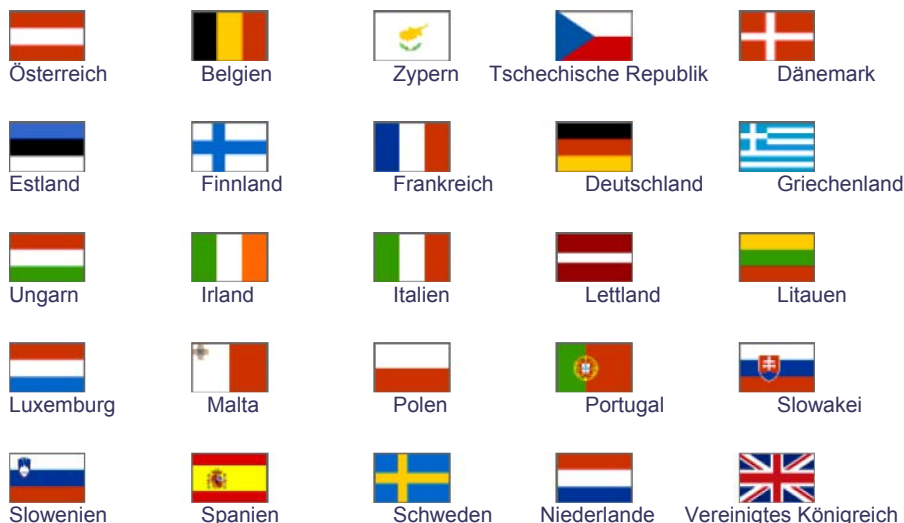 Österreich Belgien Zypern Tschechische Republik Dänemark
Estland Finnland Frankreich Deutschland Griechenland
Ungarn Irland Italien Lettland Litauen
Luxemburg Malta Polen Portugal Slowakei
Slowenien Spanien Schweden Niederlande Vereinigtes Königreich